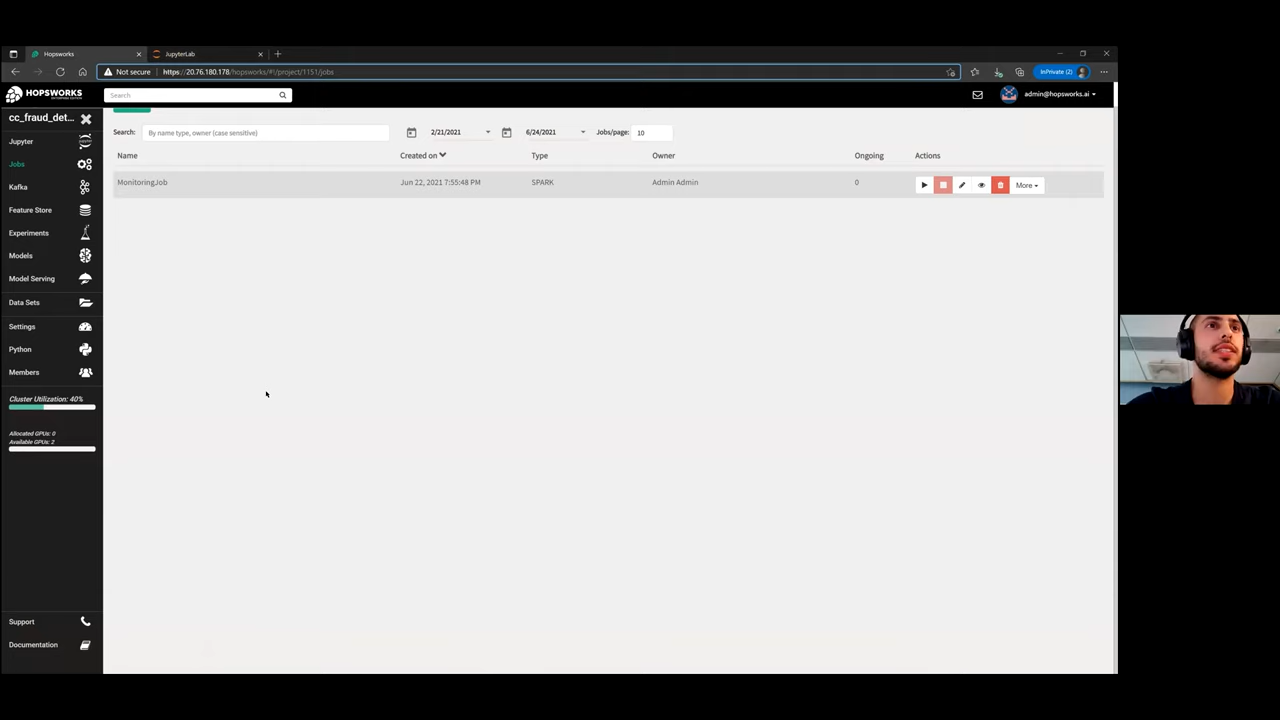 Hopsworks
JupyterLab
Not secure https://20.76.180.178/hopsworks/#!/project/1151/jobs
InPrivate (2)
HOPSWORKS
ENTERPRISE EDITION
Search
admin@hopsworks.ai
cc_fraud_det...
Jupyter
Jobs
Kafka
Feature Store
Experiments
Models
Model Serving
Data Sets
Settings
Python
Members
Cluster Utilization: 40%
Allocated GPUs: 0
Available GPUs: 2
Support
Documentation
Search: By name type, owner (case sensitive) 2/21/2021 6/24/2021 Jobs/page: 10
Name Created on Type Owner Ongoing Actions
MonitoringJob Jun 22, 2021 7:55:48 PM SPARK Admin Admin 0 More